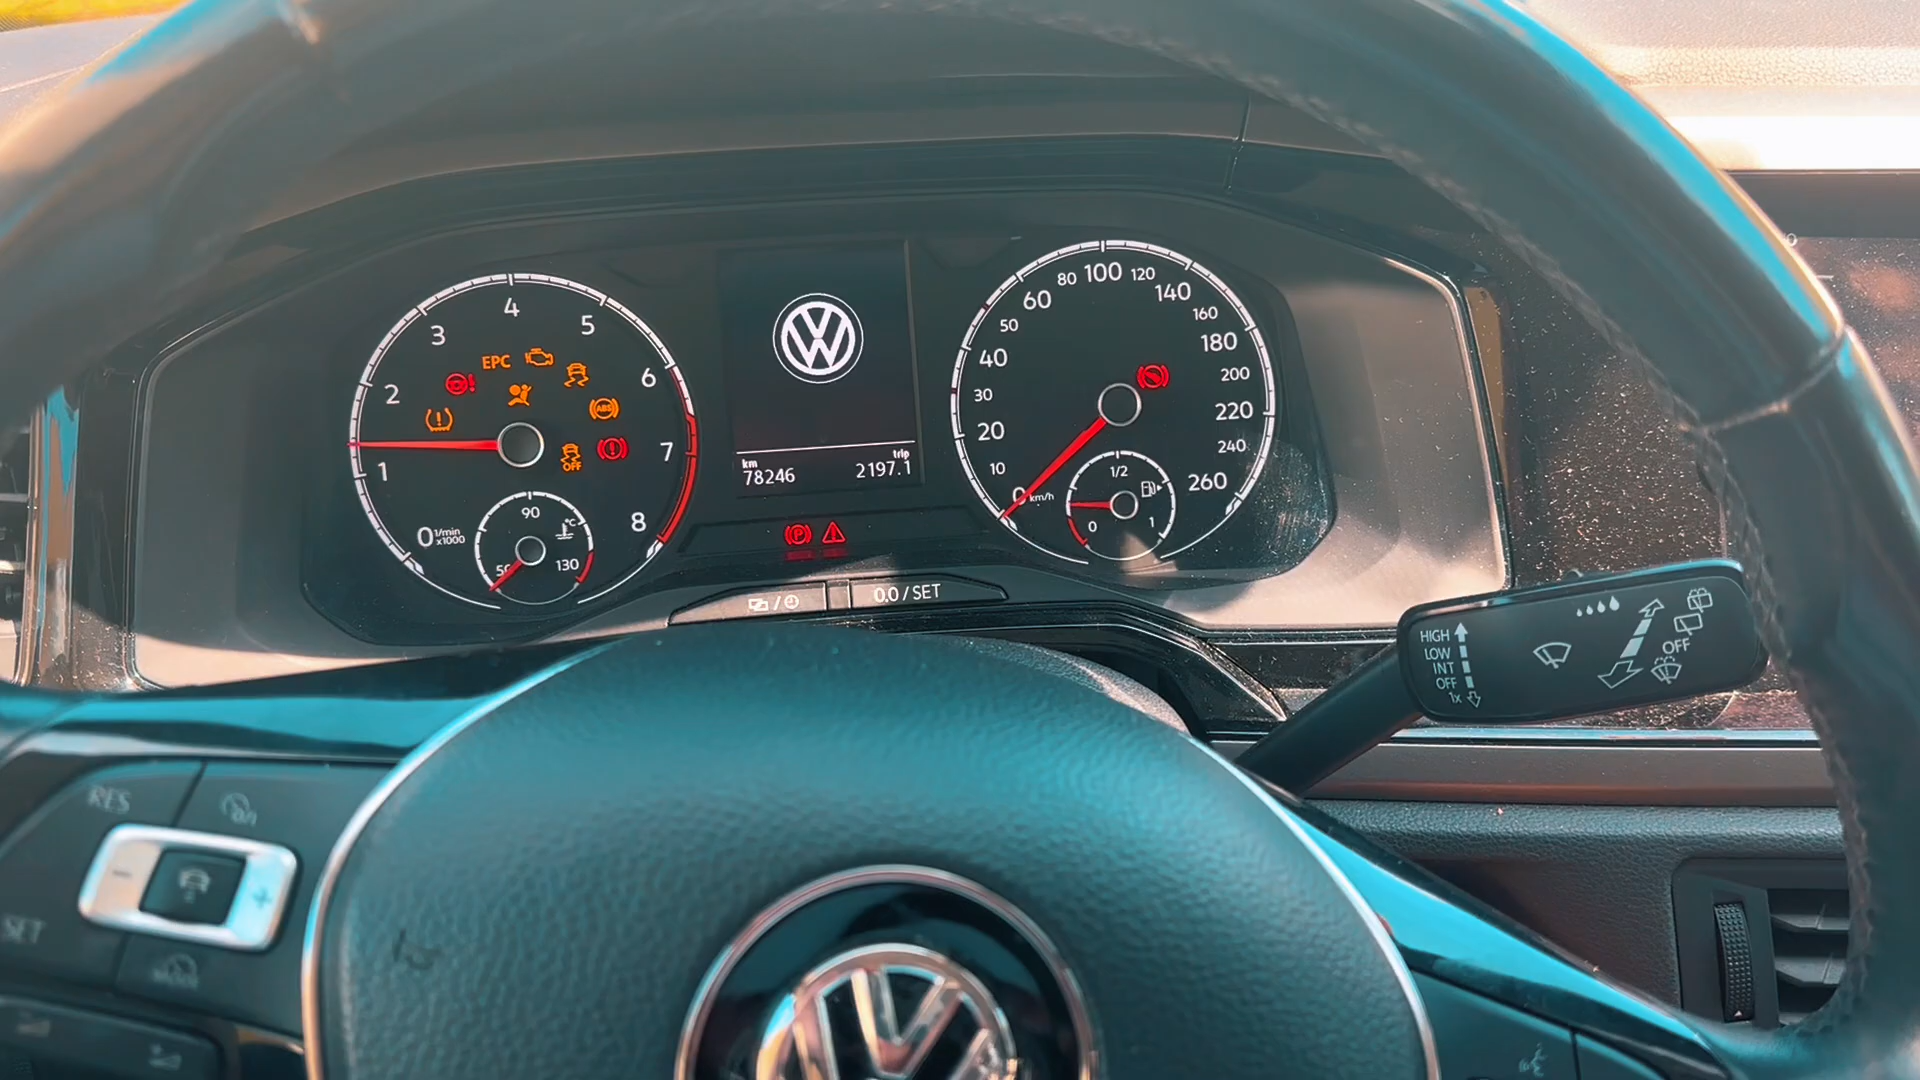 0
1
2
3
4
5
6
7
8
1/min
x1000
EPC
ABS
OFF
90
°C
50
130
km
78246
trip
2197.1
P
0
10
20
30
40
50
60
80
100
120
140
160
180
200
220
240
260
km/h
1/2
0
1
0.0 / SET
HIGH
LOW
INT
OFF
1x
OFF
RES
SET